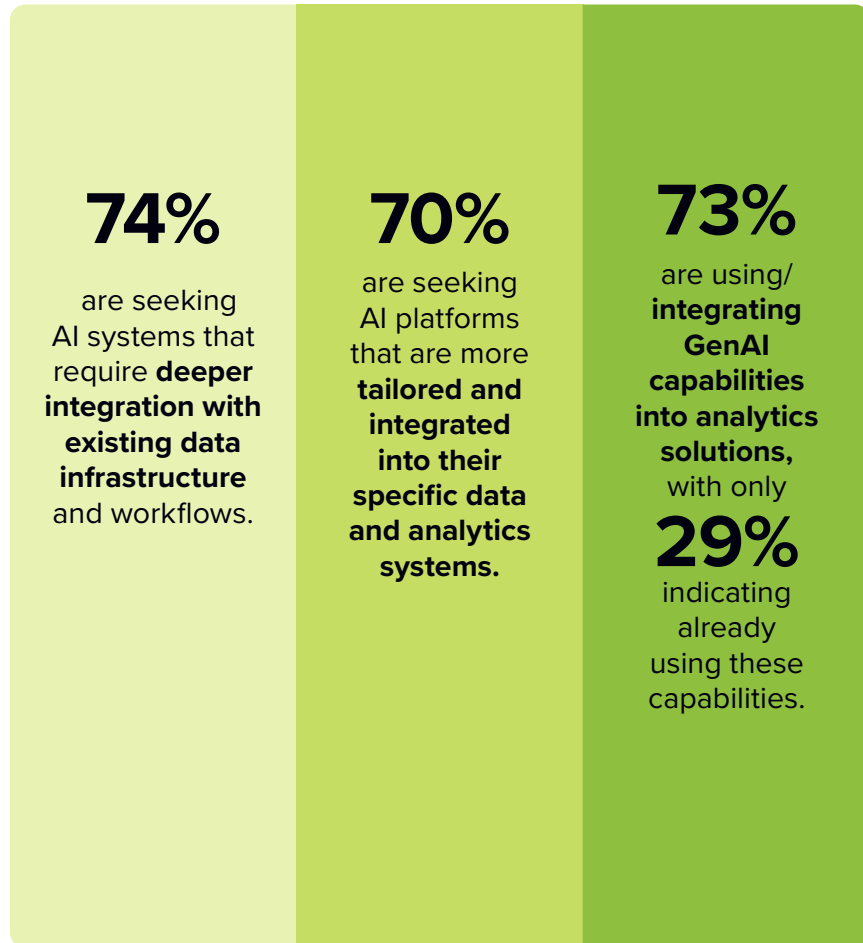 74%
are seeking
AI systems that
require deeper
integration with
existing data
infrastructure
and workflows.
70%
are seeking
AI platforms
that are more
tailored and
integrated
into their
specific data
and analytics
systems.
73%
are using/
integrating
GenAI
capabilities
into analytics
solutions,
with only
29%
indicating
already
using these
capabilities.